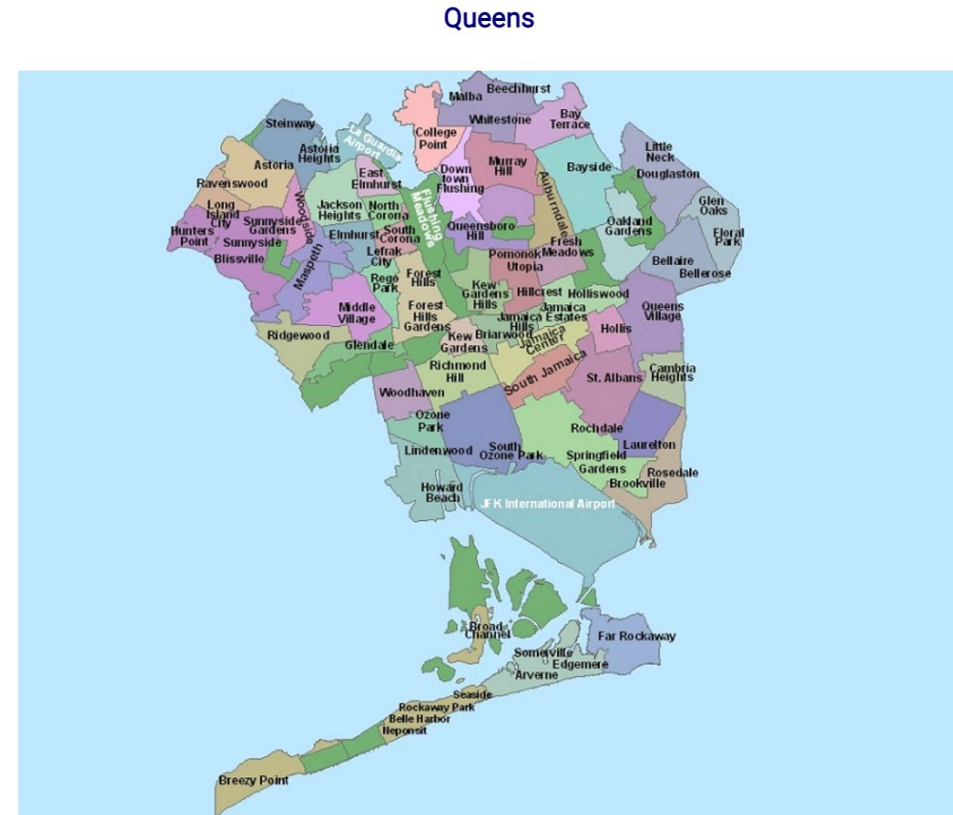 Queens
Malba
Beechhurst
Whitestone
Bay
Terrace
Steinway
La Guardia
Airport
College
Point
Astoria
Heights
Astoria
Murray
Hill
Bayside
Little
Neck
Douglaston
East
Elmhurst
Down
town
Flushing
Ravenswood
Auburndale
Flushing
Meadows
Woodside
Long
Island
City
Jackson
Heights
North
Corona
Glen
Oaks
Sunnyside
Gardens
Hunters
Point
Sunnyside
Elmhurst
South
Corona
Queensboro
Hill
Oakland
Gardens
Floral
Park
Blissville
Maspeth
Lefrak
City
Pomonok
Utopia
Fresh
Meadows
Bellaire
Bellerose
Rego
Park
Forest
Hills
Kew
Gardens
Hills
Hillcrest
Holliswood
Middle
Village
Forest
Hills
Gardens
Jamaica
Estates
Jamaica
Hills
Queens
Village
Ridgewood
Glendale
Kew
Gardens
Briarwood
Jamaica
Center
Hollis
Richmond
Hill
South Jamaica
St. Albans
Cambria
Heights
Woodhaven
Ozone
Park
Rochdale
Laurelton
Lindenwood
South
Ozone Park
Springfield
Gardens
Rosedale
Brookville
Howard
Beach
JFK International Airport
Broad
Channel
Far Rockaway
Somerville
Edgemere
Arverne
Seaside
Rockaway Park
Belle Harbor
Neponsit
Breezy Point